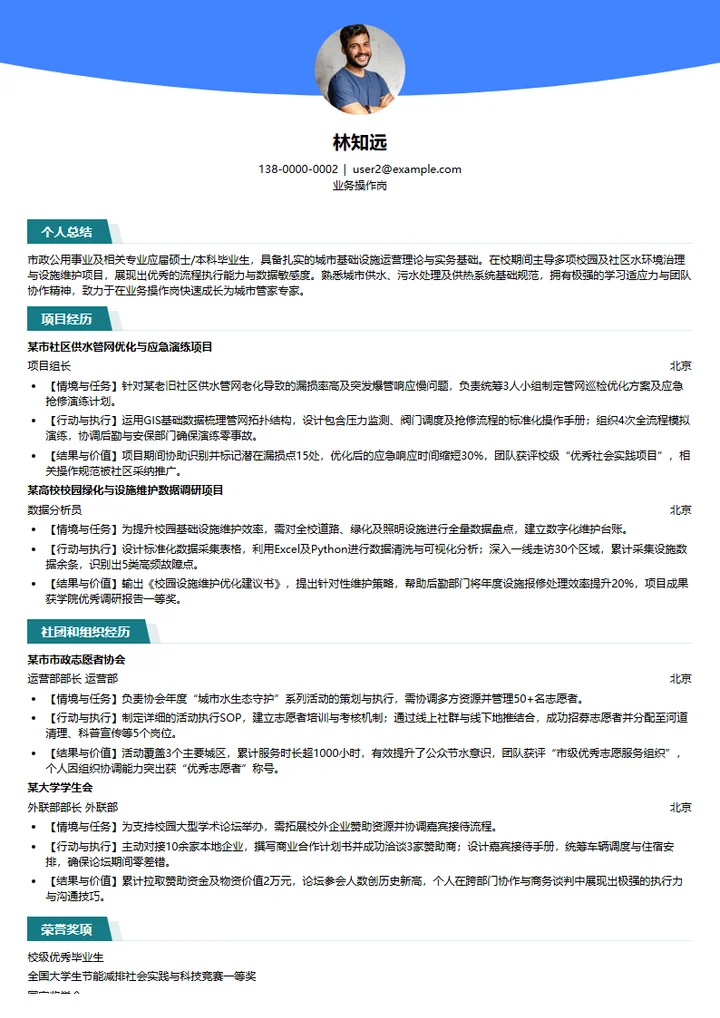 林知远
138-0000-0002 | user2@example.com
业务操作岗
个人总结
市政公用事业及相关专业应届硕士/本科毕业生，具备扎实的城市基础设施运营理论与实务基础。在校期间主导多项校园及社区水环境治理
与设施维护项目，展现出优秀的流程执行能力与数据敏感度。熟悉城市供水、污水处理及供热系统基础规范，拥有极强的学习适应力与团队
协作精神，致力于在业务操作岗快速成长为城市管家专家。
项目经历
某市社区供水管网优化与应急演练项目
项目组长 北京
• 【情境与任务】针对某老旧社区供水管网老化导致的漏损率高及突发爆管响应慢问题，负责统筹3人小组制定管网巡检优化方案及应急
抢修演练计划。
• 【行动与执行】运用GIS基础数据梳理管网拓扑结构，设计包含压力监测、阀门调度及抢修流程的标准化操作手册；组织4次全流程模拟
演练，协调后勤与安保部门确保演练零事故。
• 【结果与价值】项目期间协助识别并标记潜在漏损点15处，优化后的应急响应时间缩短30%，团队获评校级“优秀社会实践项目”，相
关操作规范被社区采纳推广。
某高校校园绿化与设施维护数据调研项目
数据分析员 北京
• 【情境与任务】为提升校园基础设施维护效率，需对全校道路、绿化及照明设施进行全量数据盘点，建立数字化维护台账。
• 【行动与执行】设计标准化数据采集表格，利用Excel及Python进行数据清洗与可视化分析；深入一线走访30个区域，累计采集设施数
据余条，识别出5类高频故障点。
• 【结果与价值】输出《校园设施维护优化建议书》，提出针对性维护策略，帮助后勤部门将年度设施报修处理效率提升20%，项目成果
获学院优秀调研报告一等奖。
社团和组织经历
某市市政志愿者协会
运营部部长 运营部 北京
• 【情境与任务】负责协会年度“城市水生态守护”系列活动的策划与执行，需协调多方资源并管理50+名志愿者。
• 【行动与执行】制定详细的活动执行SOP，建立志愿者培训与考核机制；通过线上社群与线下地推结合，成功招募志愿者并分配至河道
清理、科普宣传等5个岗位。
• 【结果与价值】活动覆盖3个主要城区，累计服务时长超1000小时，有效提升了公众节水意识，团队获评“市级优秀志愿服务组织”，
个人因组织协调能力突出获“优秀志愿者”称号。
某大学学生会
外联部部长 外联部 北京
• 【情境与任务】为支持校园大型学术论坛举办，需拓展校外企业赞助资源并协调嘉宾接待流程。
• 【行动与执行】主动对接10余家本地企业，撰写商业合作计划书并成功洽谈3家赞助商；设计嘉宾接待手册，统筹车辆调度与住宿安
排，确保论坛期间零差错。
• 【结果与价值】累计拉取赞助资金及物资价值2万元，论坛参会人数创历史新高，个人在跨部门协作与商务谈判中展现出极强的执行力
与沟通技巧。
荣誉奖项
校级优秀毕业生
全国大学生节能减排社会实践与科技竞赛一等奖